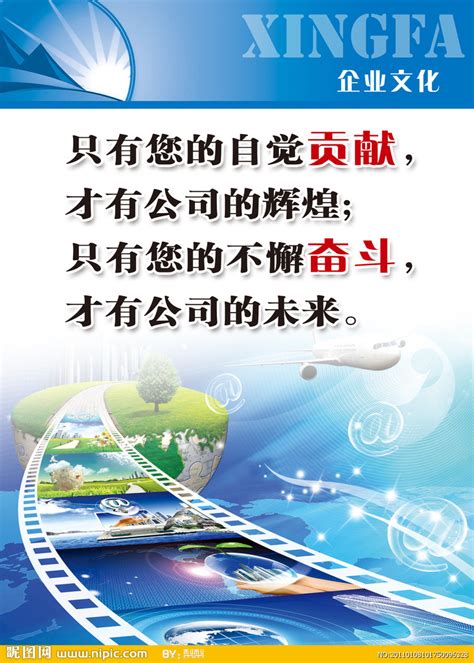 XINGFA
企业文化
只有您的自觉贡献，
才有公司的辉煌；
只有您的不懈奋斗，
才有公司的未来。
昵图网 www.nipic.com
BY: